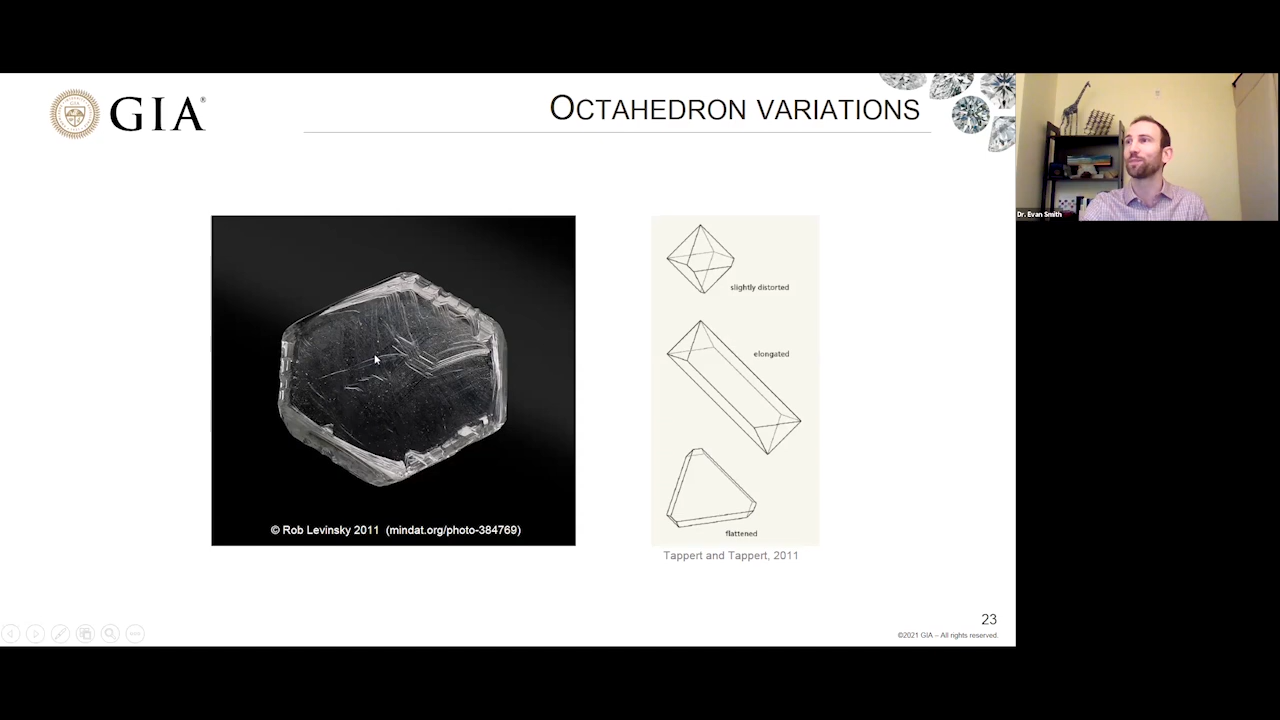 GIA®
OCTAHEDRON VARIATIONS
Dr. Evan Smith
slightly distorted
elongated
flattened
© Rob Levinsky 2011 (mindat.org/photo-384769)
Tappert and Tappert, 2011
23
©2021 GIA – All rights reserved.